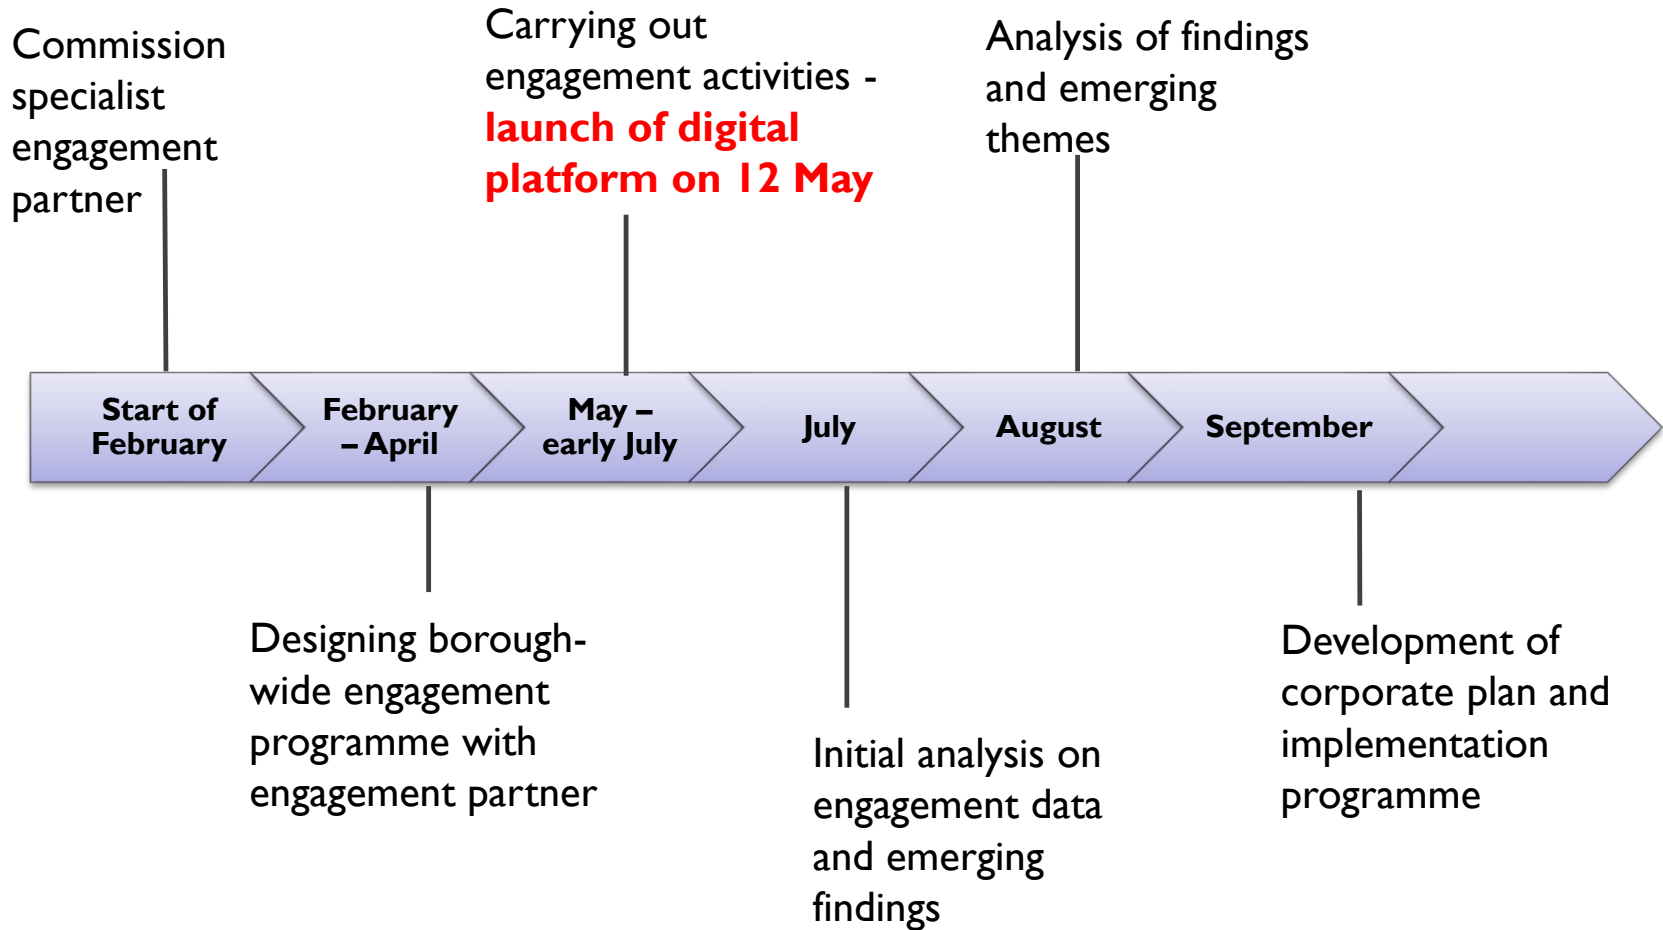 Commission
specialist
engagement
partner
Carrying out
engagement activities -
launch of digital
platform on 12 May
Analysis of findings
and emerging
themes
Start of
February
February
– April
May –
early July
July
August
September
Designing borough-
wide engagement
programme with
engagement partner
Initial analysis on
engagement data
and emerging
findings
Development of
corporate plan and
implementation
programme